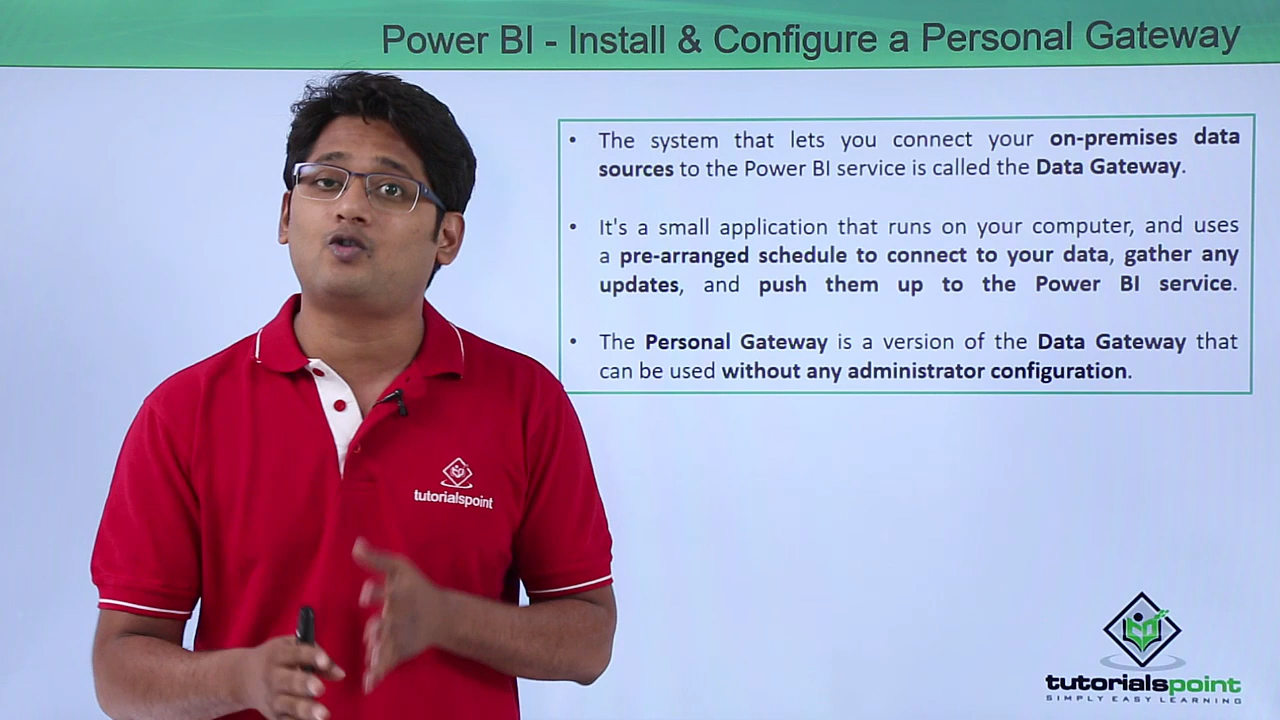 Power BI - Install & Configure a Personal Gateway
• The system that lets you connect your on-premises data
sources to the Power BI service is called the Data Gateway.
• It's a small application that runs on your computer, and uses
a pre-arranged schedule to connect to your data, gather any
updates, and push them up to the Power BI service.
• The Personal Gateway is a version of the Data Gateway that
can be used without any administrator configuration.
tutorialspoint
tutorialspoint
SIMPLY EASY LEARNING